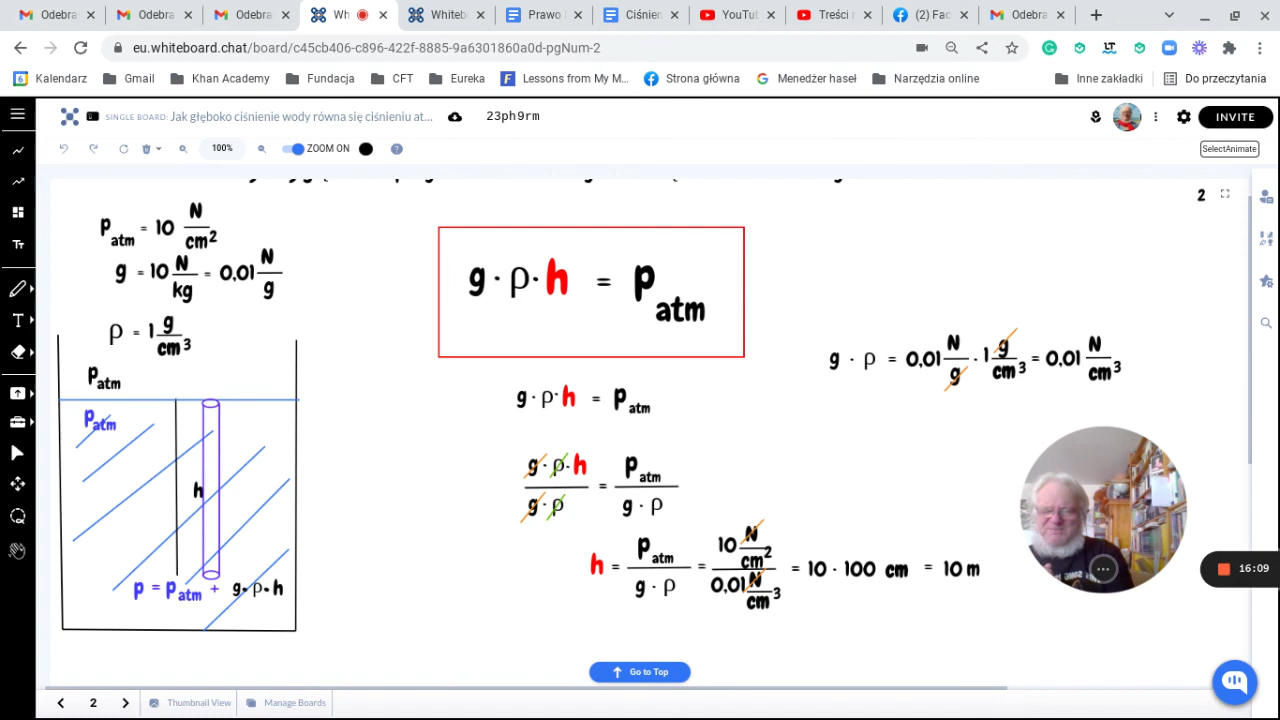 Odebra
Odebra
Odebra
Wh
Whiteb
Prawo
Ciśnien
YouTu
Treści
(2) Fac
Odebra
eu.whiteboard.chat/board/c45cb406-c896-422f-8885-9ab301860a0d-pgNum-2
Kalendarz
Gmail
Khan Academy
Fundacja
CFT
Eureka
Lessons from My M...
Strona główna
Menedżer haseł
Narzędzia online
Inne zakładki
Do przeczytania
SINGLE BOARD: Jak głęboko ciśnienie wody równa się ciśnieniu at...
23ph9rm
INVITE
100%
ZOOM ON
SelectAnimate
2
p atm = 10 N/cm2
g = 10 N/kg = 0,01 N/g
ρ = 1 g/cm3
p atm
p atm
h
p = p atm + g·ρ·h
g · ρ · h = p atm
g · ρ · h = p atm
g · ρ · h / g · ρ = p atm / g · ρ
h = p atm / g · ρ = 10 N/cm2 / 0,01 N/cm3 = 10 · 100 cm = 10 m
g · ρ = 0,01 N/g · 1 g/cm3 = 0,01 N/cm3
16:09
Go to Top
2
Thumbnail View
Manage Boards